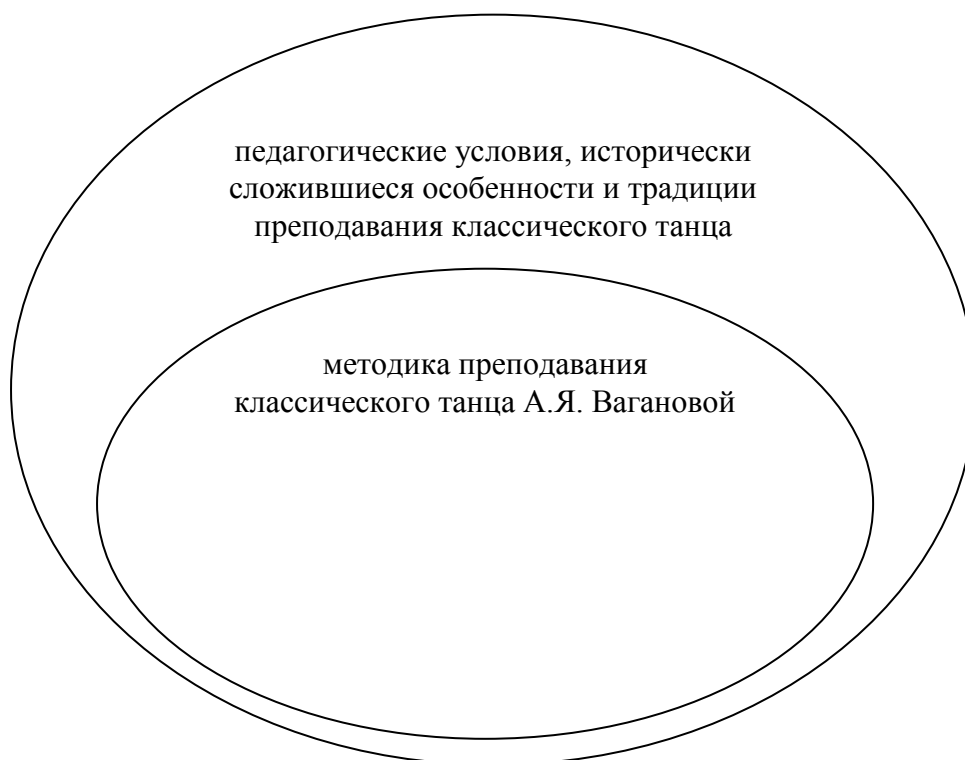 педагогические условия, исторически
сложившиеся особенности и традиции
преподавания классического танца
методика преподавания
классического танца А.Я. Вагановой